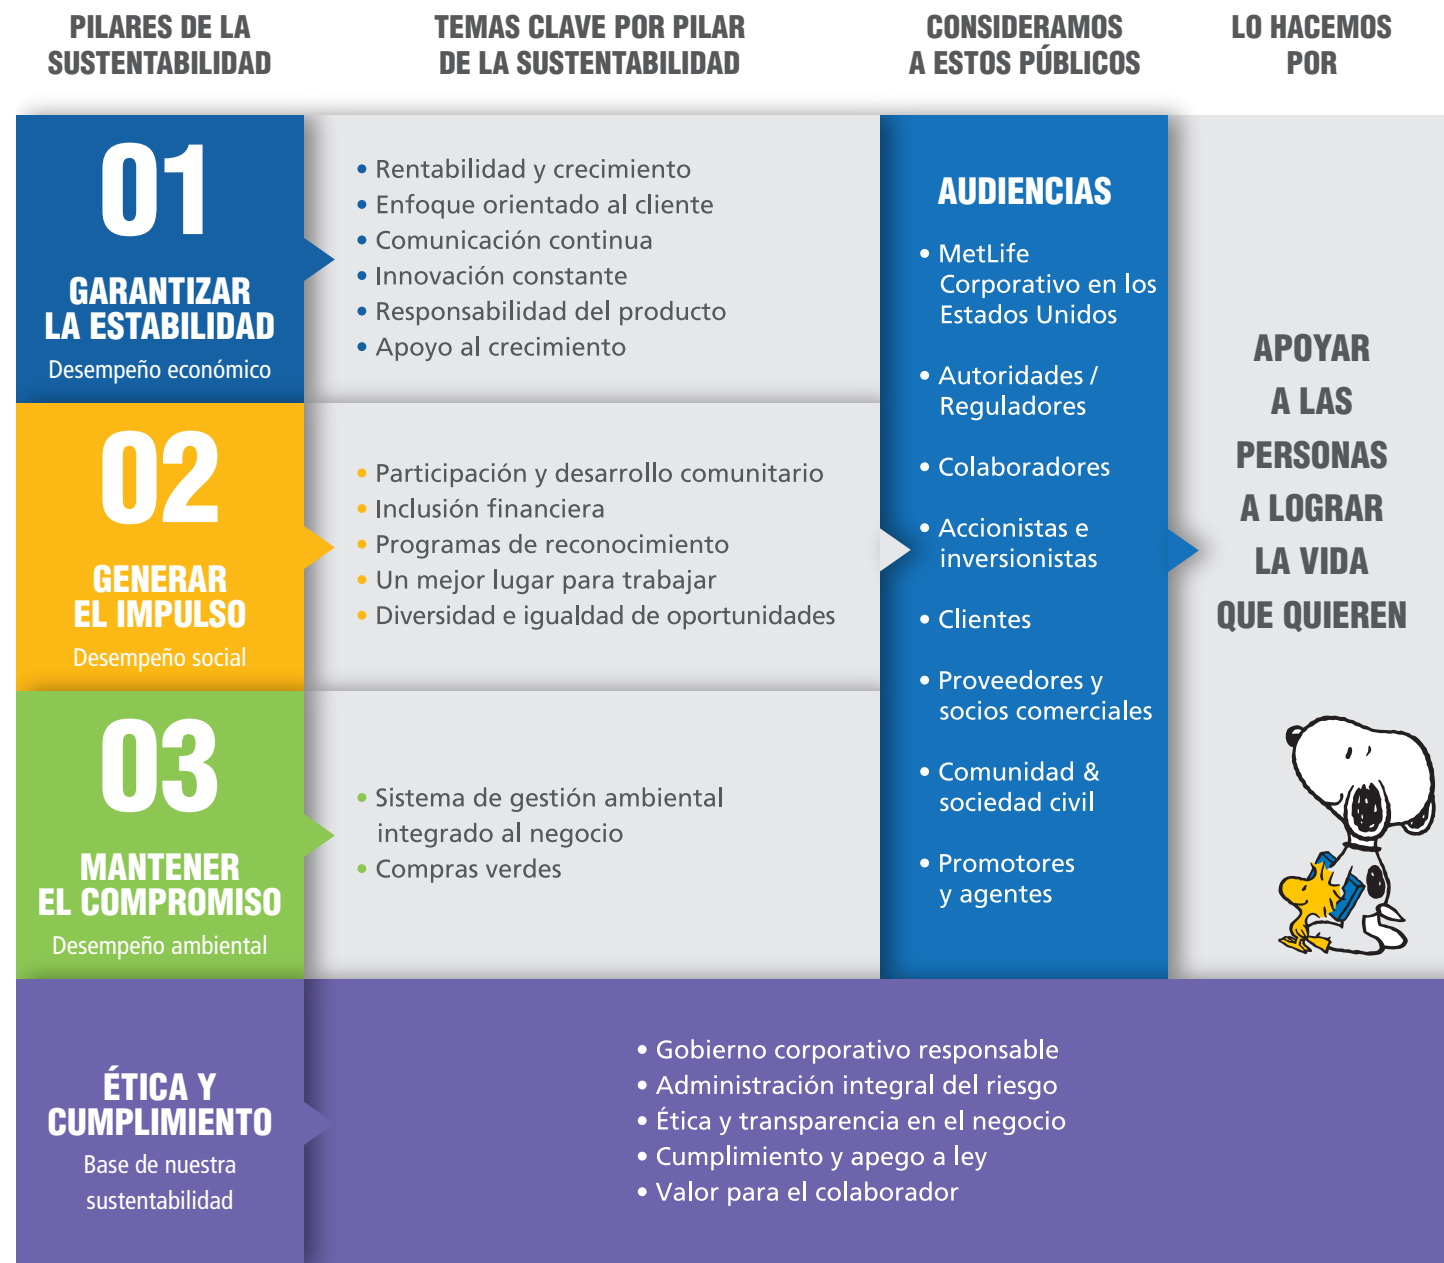 PILARES DE LA
SUSTENTABILIDAD
TEMAS CLAVE POR PILAR
DE LA SUSTENTABILIDAD
CONSIDERAMOS
A ESTOS PÚBLICOS
LO HACEMOS
POR
01
GARANTIZAR
LA ESTABILIDAD
Desempeño económico
• Rentabilidad y crecimiento
• Enfoque orientado al cliente
• Comunicación continua
• Innovación constante
• Responsabilidad del producto
• Apoyo al crecimiento
02
GENERAR
EL IMPULSO
Desempeño social
• Participación y desarrollo comunitario
• Inclusión financiera
• Programas de reconocimiento
• Un mejor lugar para trabajar
• Diversidad e igualdad de oportunidades
03
MANTENER
EL COMPROMISO
Desempeño ambiental
• Sistema de gestión ambiental
integrado al negocio
• Compras verdes
AUDIENCIAS
• MetLife
Corporativo en los
Estados Unidos
• Autoridades /
Reguladores
• Colaboradores
• Accionistas e
inversionistas
• Clientes
• Proveedores y
socios comerciales
• Comunidad &
sociedad civil
• Promotores
y agentes
APOYAR
A LAS
PERSONAS
A LOGRAR
LA VIDA
QUE QUIEREN
ÉTICA Y
CUMPLIMIENTO
Base de nuestra
sustentabilidad
• Gobierno corporativo responsable
• Administración integral del riesgo
• Ética y transparencia en el negocio
• Cumplimiento y apego a ley
• Valor para el colaborador